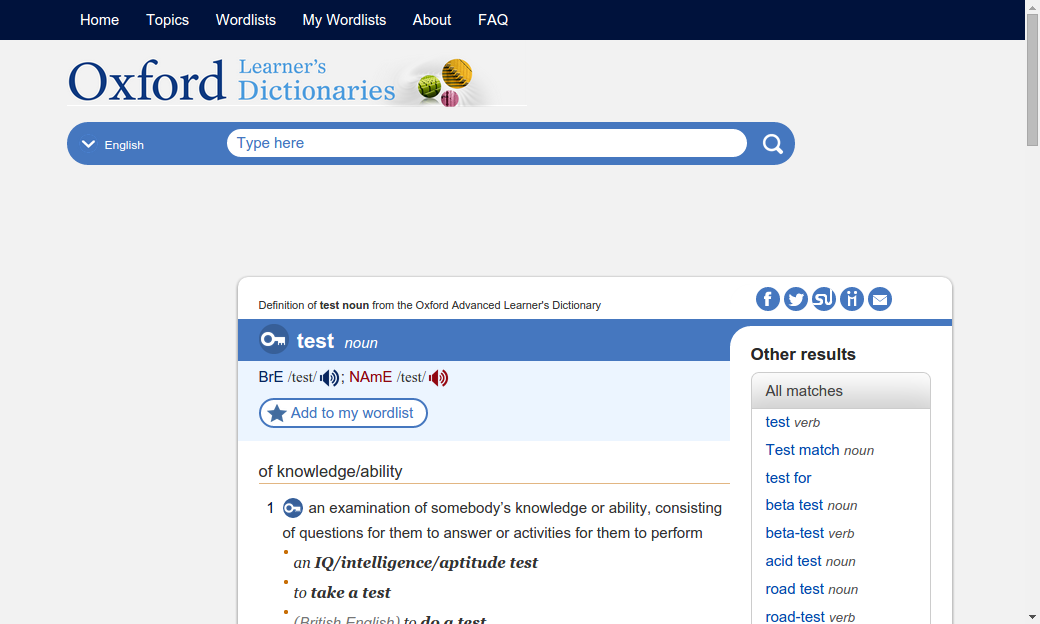 Home Topics Wordlists My Wordlists About FAQ
Oxford Learner's Dictionaries
English Type here
Definition of test noun from the Oxford Advanced Learner's Dictionary
test noun
BrE /test/ ; NAmE /test/
Add to my wordlist
of knowledge/ability
1 an examination of somebody's knowledge or ability, consisting
of questions for them to answer or activities for them to perform
an IQ/intelligence/aptitude test
to take a test
(British English) to do a test
Other results
All matches
test verb
Test match noun
test for
beta test noun
beta-test verb
acid test noun
road test noun
road-test verb